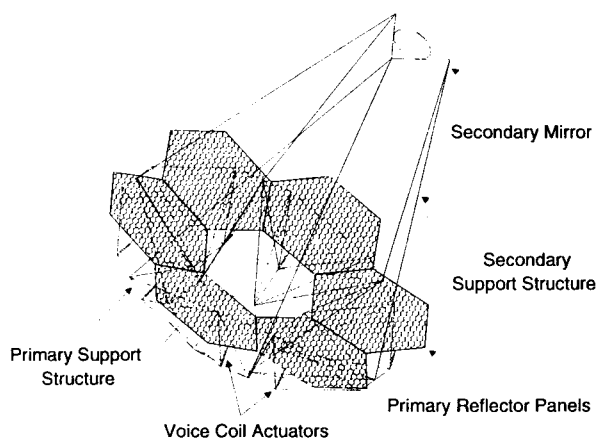 Secondary Mirror
Secondary
Support Structure
Primary Support
Structure
Primary Reflector Panels
Voice Coil Actuators